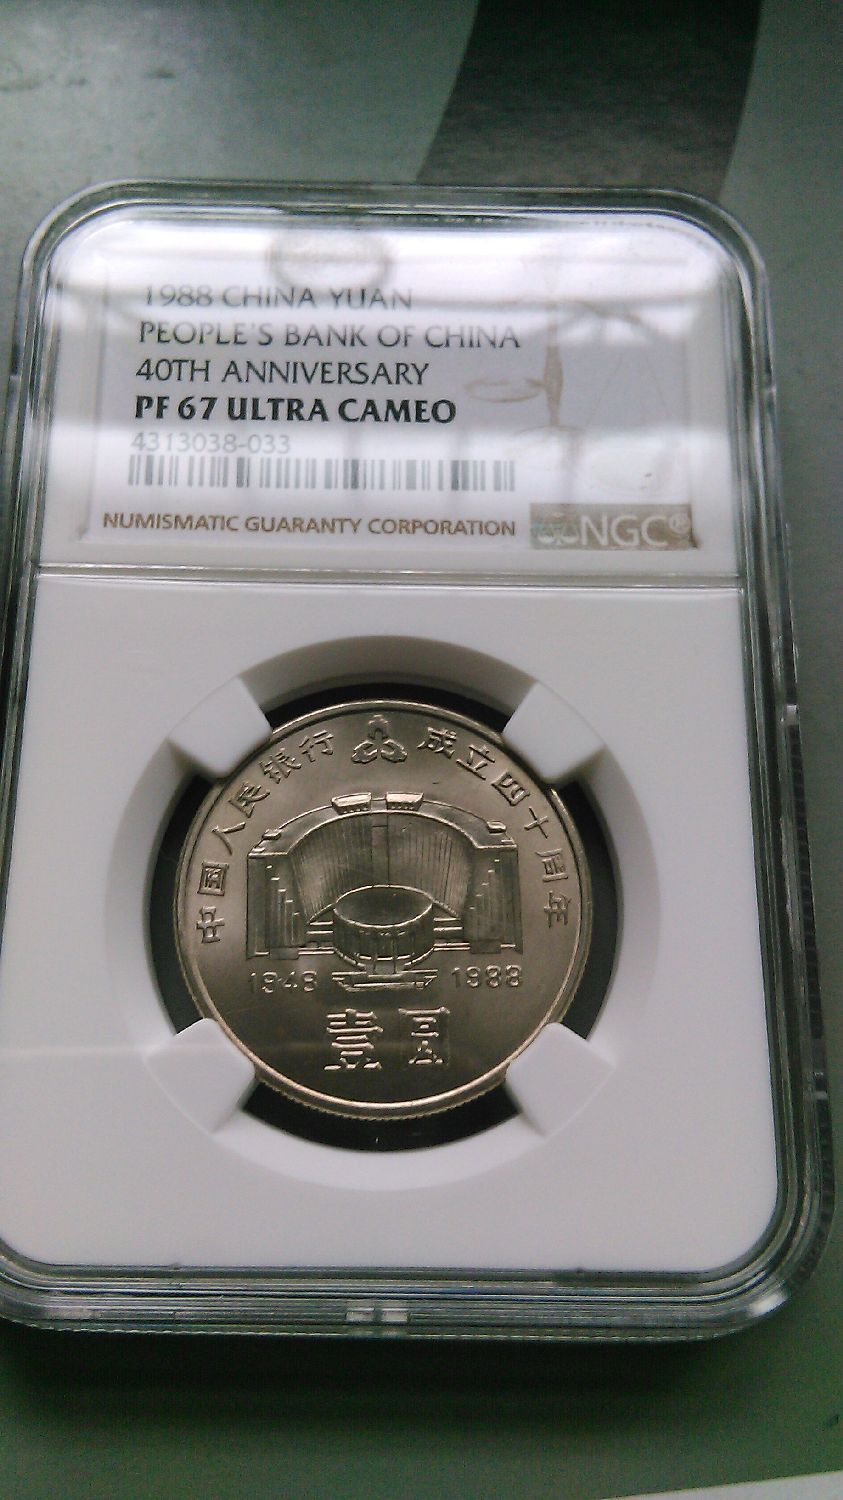 1988 CHINA YUAN
PEOPLE'S BANK OF CHINA
40TH ANNIVERSARY
PF 67 ULTRA CAMEO
4313038-033
NUMISMATIC GUARANTY CORPORATION
NGC®
中国人民银行 成立四十周年
1948 1988
壹圆